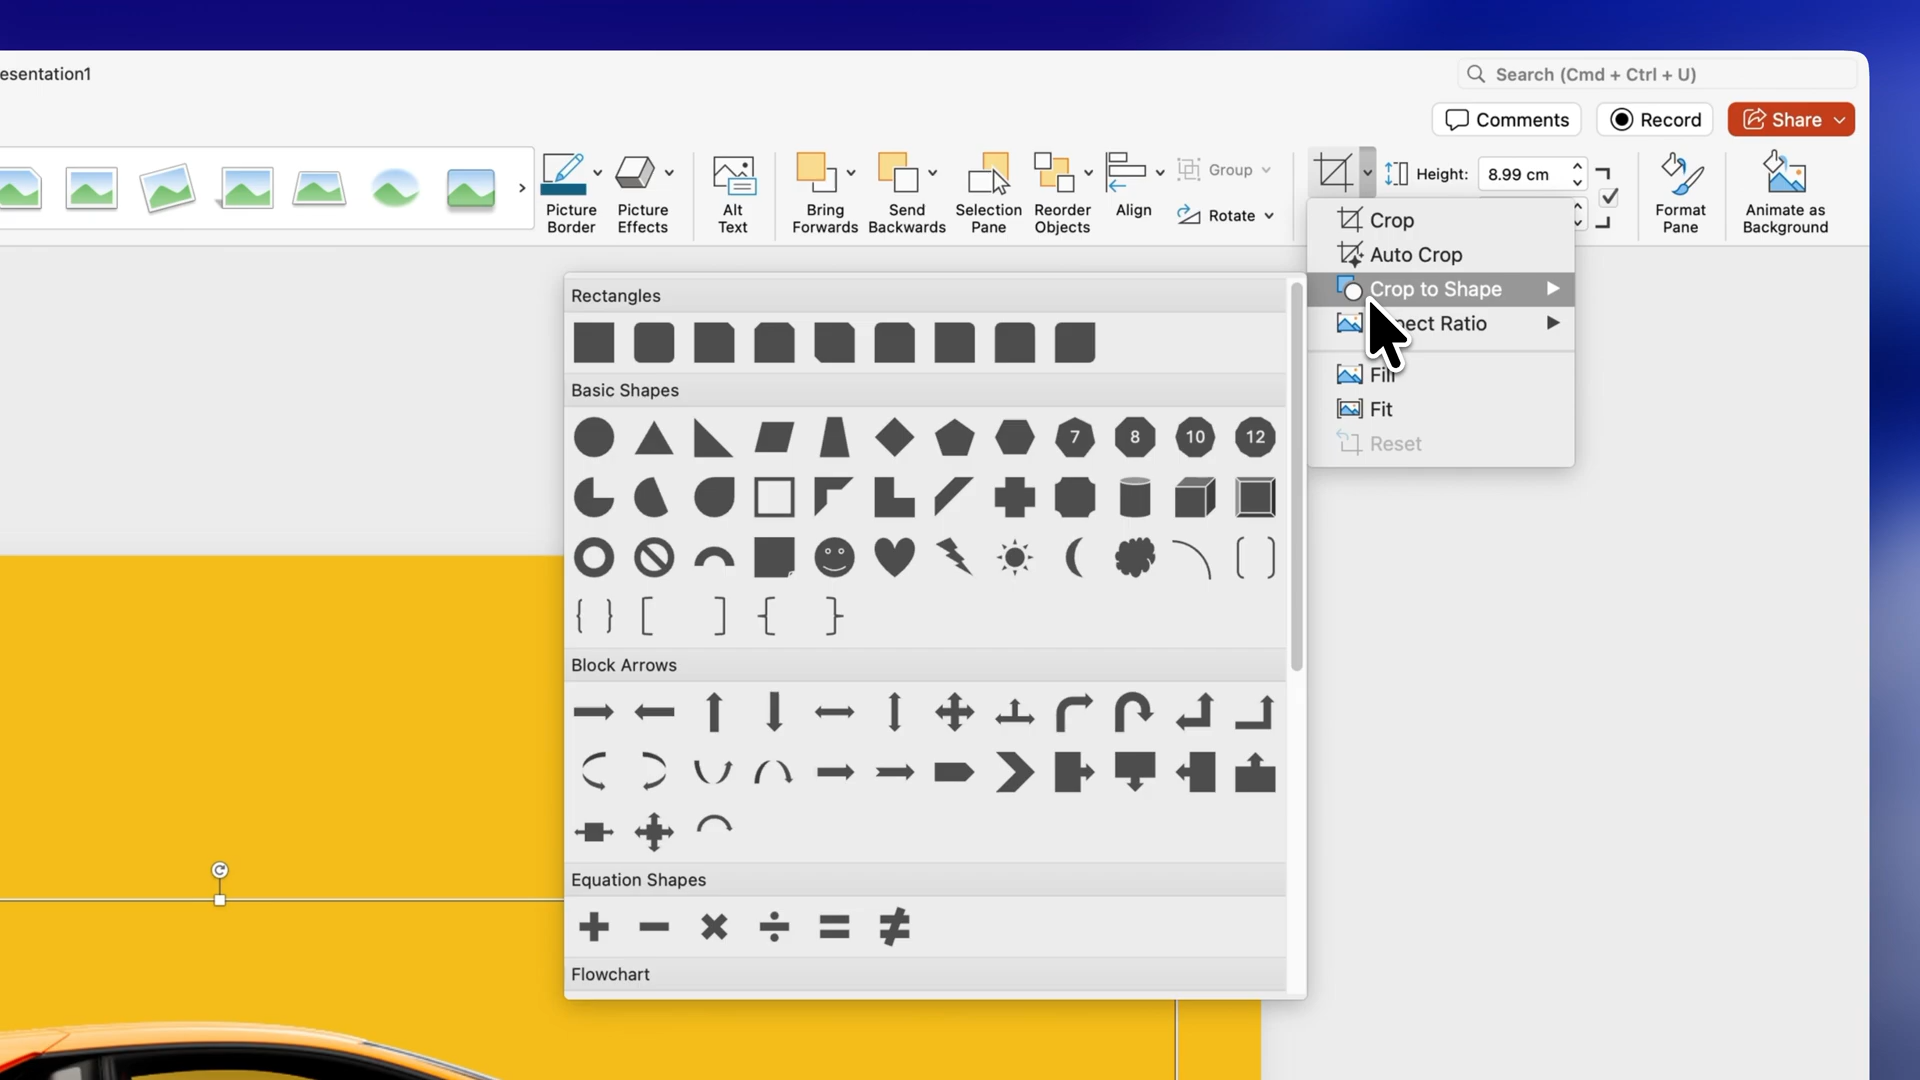 esentation1
Search (Cmd + Ctrl + U)
Comments
Record
Share
Picture
Border
Picture
Effects
Alt
Text
Bring
Forwards
Send
Backwards
Selection
Pane
Reorder
Objects
Align
Group
Rotate
Height:
8.99 cm
Format
Pane
Animate as
Background
Crop
Auto Crop
Crop to Shape
pect Ratio
Fill
Fit
Reset
Rectangles
Basic Shapes
7
8
10
12
Block Arrows
Equation Shapes
Flowchart